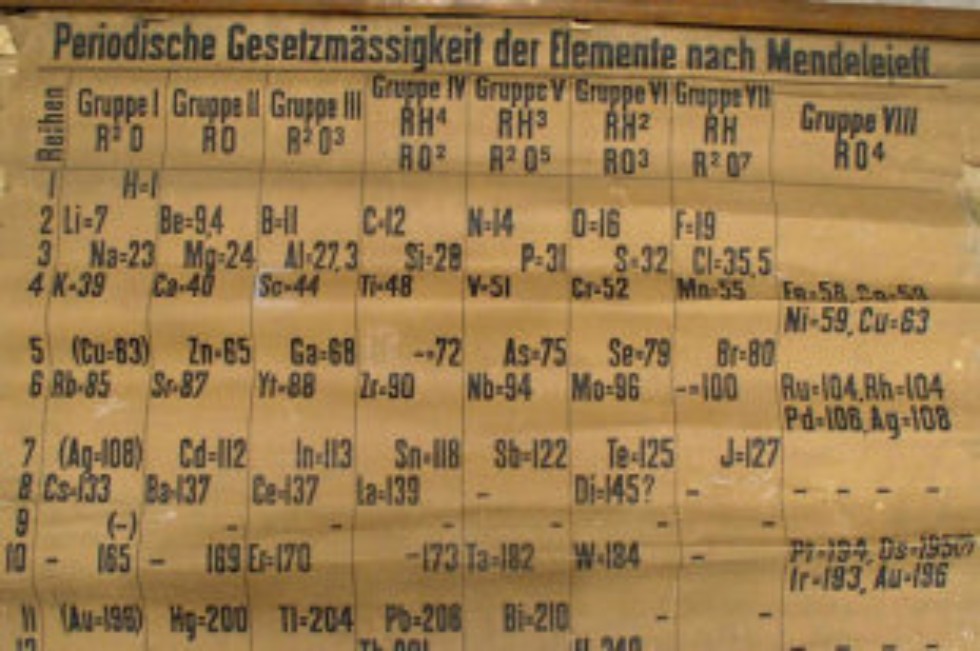 Periodische Gesetzmässigkeit der Elemente nach Mendelejeff
Reihen Gruppe I Gruppe II Gruppe III Gruppe IV Gruppe V Gruppe VI Gruppe VII Gruppe VIII
RH⁴ RH³ RH² RH
R²O RO R²O³ RO² R²O⁵ RO³ R²O⁷ RO⁴
1 H=1
2 Li=7 Be=9,4 B=11 C=12 N=14 O=16 F=19
3 Na=23 Mg=24 Al=27,3 Si=28 P=31 S=32 Cl=35,5
4 K=39 Ca=40 Sc=44 Ti=48 V=51 Cr=52 Mn=55 Fe=56, Co=59
Ni=59, Cu=63
5 (Cu=63) Zn=65 Ga=68 -=72 As=75 Se=79 Br=80
6 Rb=85 Sr=87 Yt=88 Zr=90 Nb=94 Mo=96 -=100 Ru=104, Rh=104
Pd=106, Ag=108
7 (Ag=108) Cd=112 In=113 Sn=118 Sb=122 Te=125 J=127
8 Cs=133 Ba=137 Ce=137 La=139 - Di=145? - - - - -
9 (-) - - - - - -
10 - 165 - 169 Er=170 -173 Ta=182 W=184 - Pt=194, Os=195
Ir=193, Au=196
11 (Au=196) Hg=200 Tl=204 Pb=206 Bi=210 - -